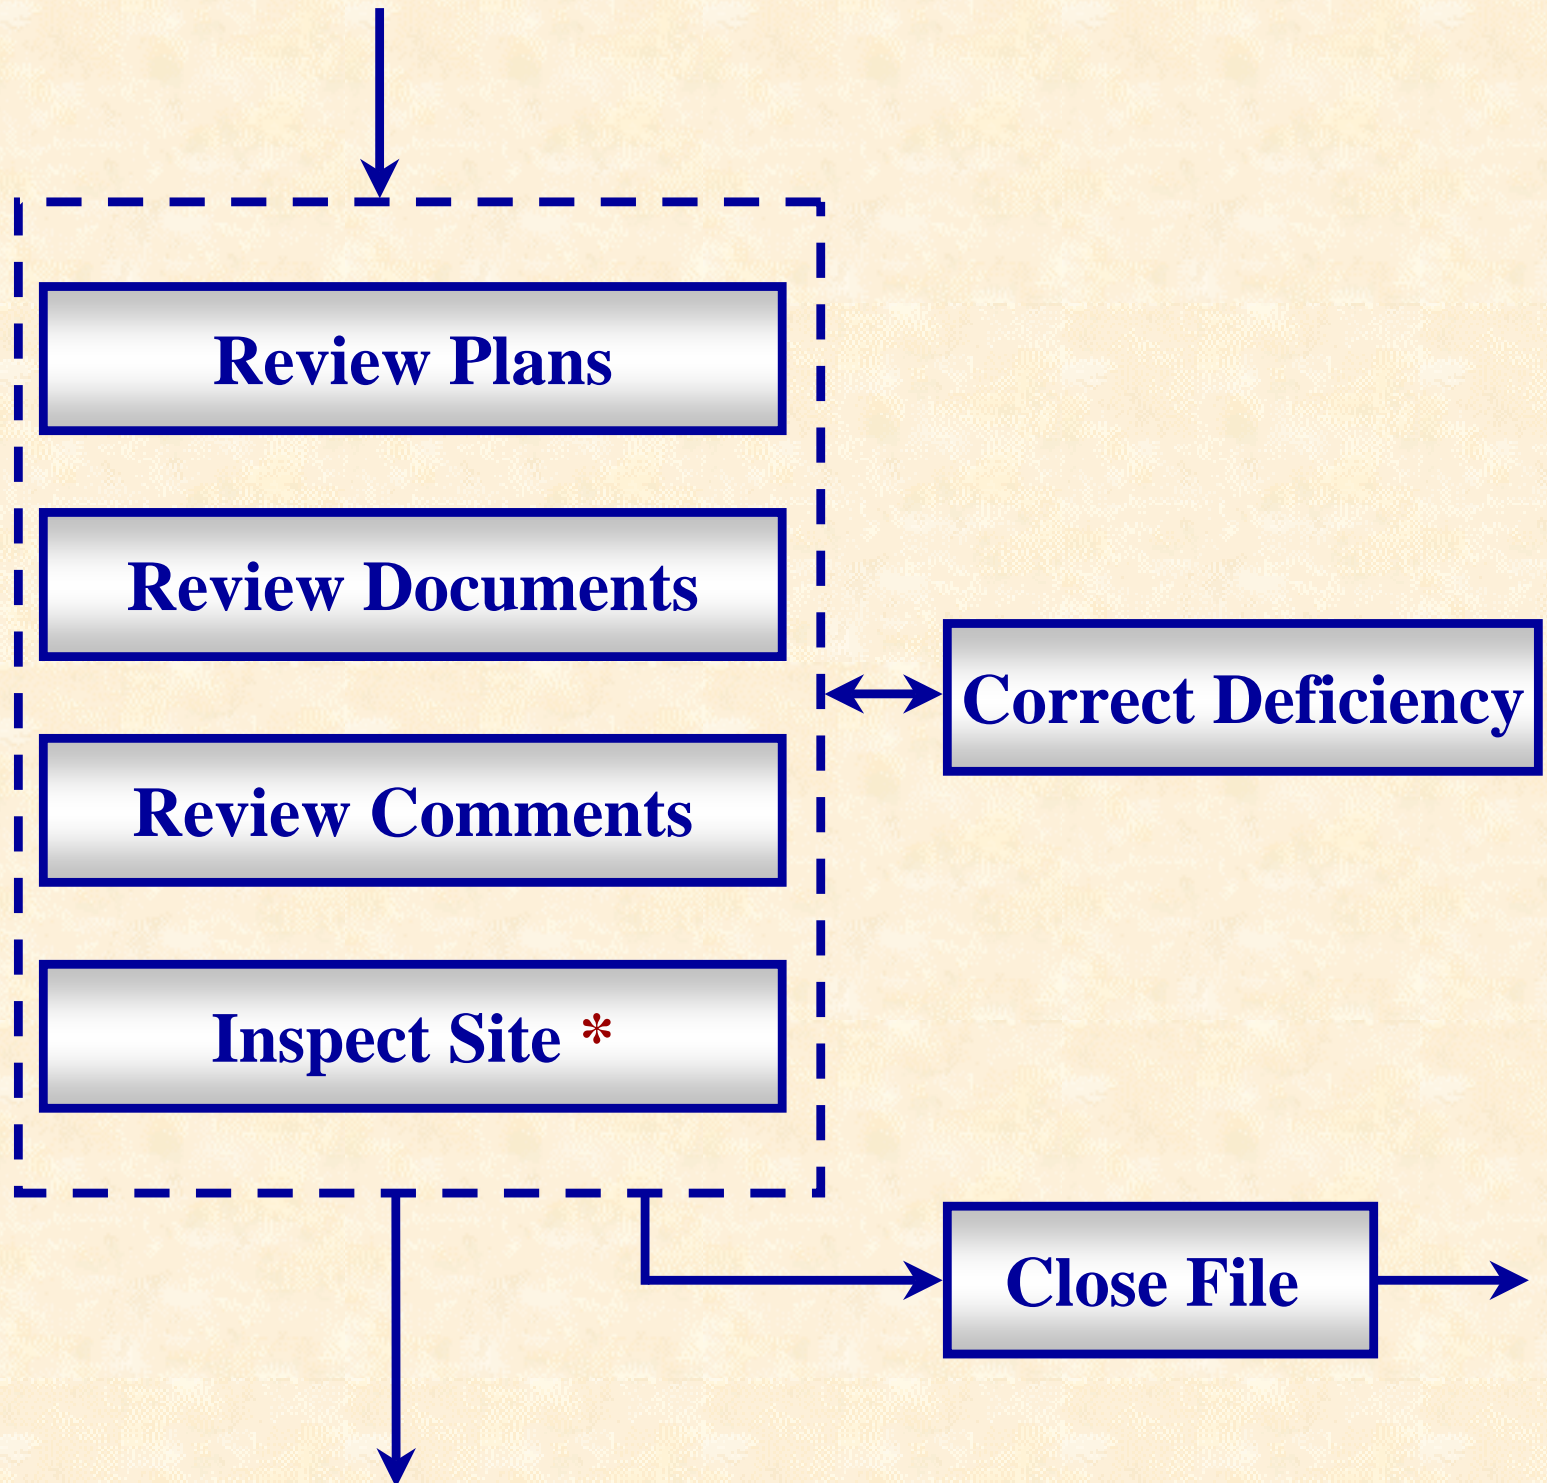 Review Plans
Review Documents
Correct Deficiency
Review Comments
Inspect Site *
Close File